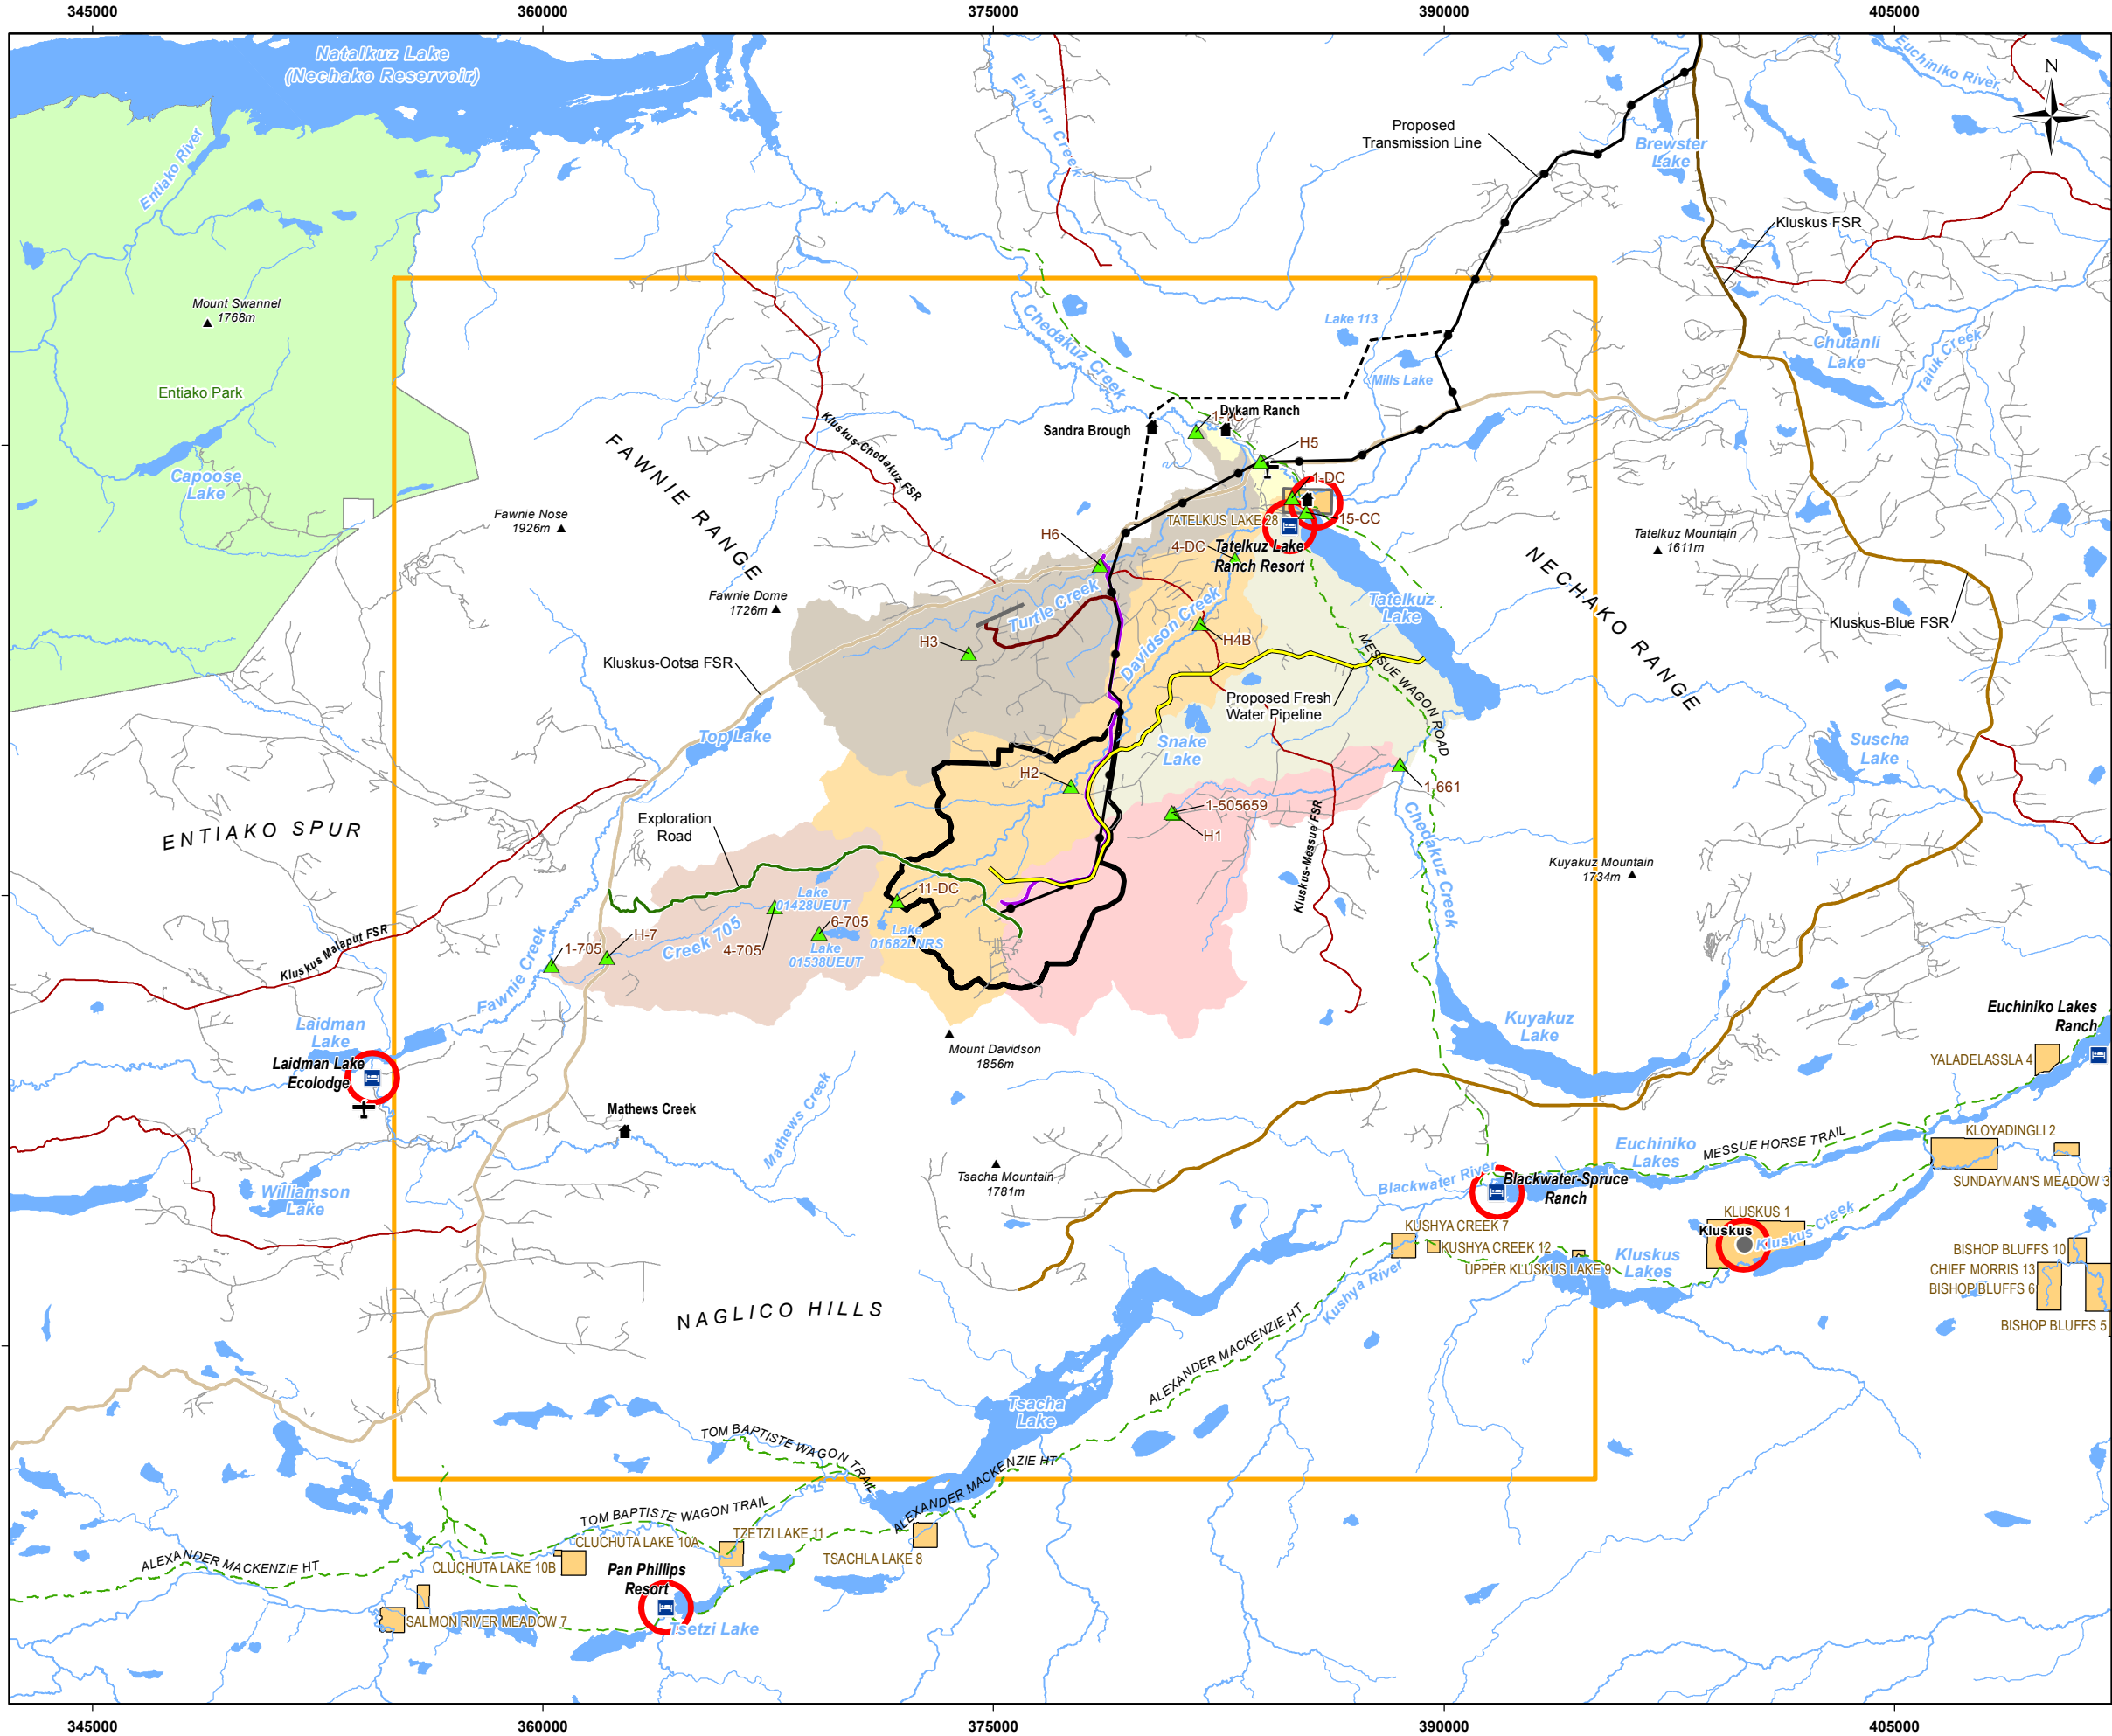 345000
360000
375000
390000
405000
Natalkuz Lake
(Nechako Reservoir)
Entiako River
Erhorn Creek
Euchiniko River
N
Proposed
Transmission Line
Brewster
Lake
Kluskus FSR
Mount Swannel
1768m
Chedakuz Creek
Lake 113
Chutanli
Lake
Taiuk Creek
Entiako Park
Mills Lake
Dykam Ranch
Sandra Brough
H5
Kluskus-Chedakuz FSR
FAWNIE RANGE
Capoose
Lake
1-DC
Fawnie Nose
1926m
TATELKUS LAKE 28
15-CC
H6
4-DC
Tatelkuz Lake
Ranch Resort
Tatelkuz Mountain
1611m
NECHAKO RANGE
Fawnie Dome
1726m
Turtle Creek
Davidson Creek
Tatelkuz
Lake
Kluskus-Blue FSR
H3
H4B
MESSUE WAGON ROAD
Kluskus-Ootsa FSR
Proposed Fresh
Water Pipeline
Top Lake
Snake
Lake
Suscha
Lake
H2
1-661
1-505659
H1
ENTIAKO SPUR
Exploration
Road
Kluskus-Messue FSR
Chedakuz Creek
Kuyakuz Mountain
1734m
11-DC
Lake
01428UEUT
6-705
Lake
01682LNRS
Kluskus Malaput FSR
1-705
H-7
Creek 705
4-705
Lake
01538UEUT
Fawnie Creek
Laidman
Lake
Laidman Lake
Ecolodge
Mount Davidson
1856m
Kuyakuz
Lake
Euchiniko Lakes
Ranch
YALADELASSLA 4
Mathews Creek
Mathews Creek
Tsacha Mountain
1781m
Euchiniko
Lakes
MESSUE HORSE TRAIL
KLOYADINGLI 2
SUNDAYMAN'S MEADOW 3
Williamson
Lake
Blackwater River
Blackwater-Spruce
Ranch
KLUSKUS 1
Kluskus
Kluskus Creek
KUSHYA CREEK 7
KUSHYA CREEK 12
UPPER KLUSKUS LAKE 9
Kluskus
Lakes
BISHOP BLUFFS 10
CHIEF MORRIS 13
BISHOP BLUFFS 6
BISHOP BLUFFS 5
NAGLICO HILLS
Kushya River
ALEXANDER MACKENZIE HT
Tsacha
Lake
TOM BAPTISTE WAGON TRAIL
ALEXANDER MACKENZIE HT
TOM BAPTISTE WAGON TRAIL
TZETZI LAKE 11
CLUCHUTA LAKE 10A
CLUCHUTA LAKE 10B
TSACHLA LAKE 8
ALEXANDER MACKENZIE HT
Pan Phillips
Resort
SALMON RIVER MEADOW 7
Tsetzi Lake
345000
360000
375000
390000
405000